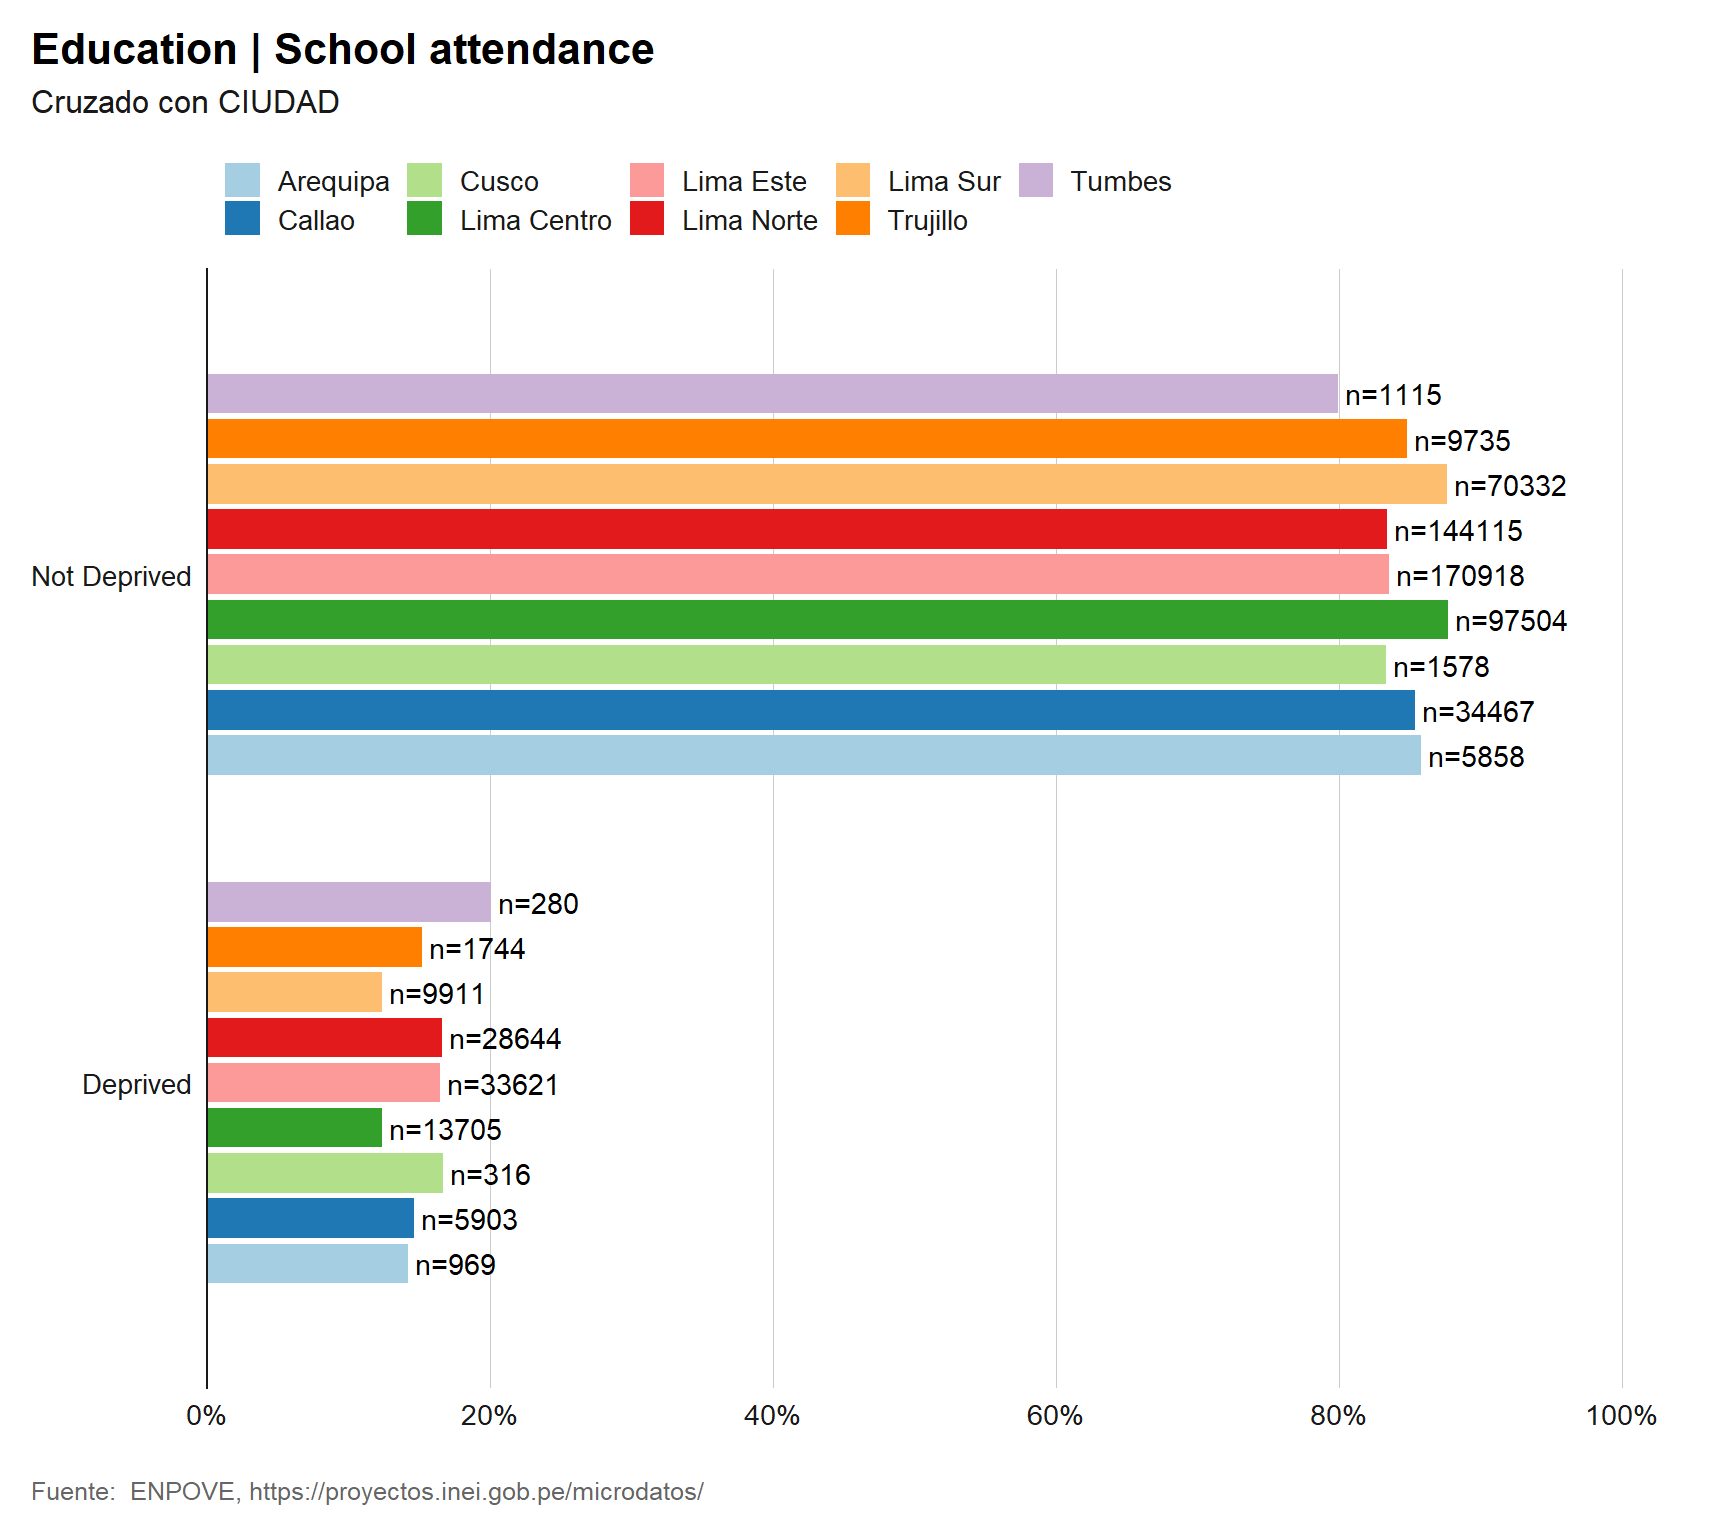 Education | School attendance
Cruzado con CIUDAD
Arequipa Cusco Lima Este Lima Sur Tumbes
Callao Lima Centro Lima Norte Trujillo
n=1115
n=9735
n=70332
n=144115
Not Deprived n=170918
n=97504
n=1578
n=34467
n=5858
n=280
n=1744
n=9911
n=28644
Deprived n=33621
n=13705
n=316
n=5903
n=969
0% 20% 40% 60% 80% 100%
Fuente: ENPOVE, https://proyectos.inei.gob.pe/microdatos/